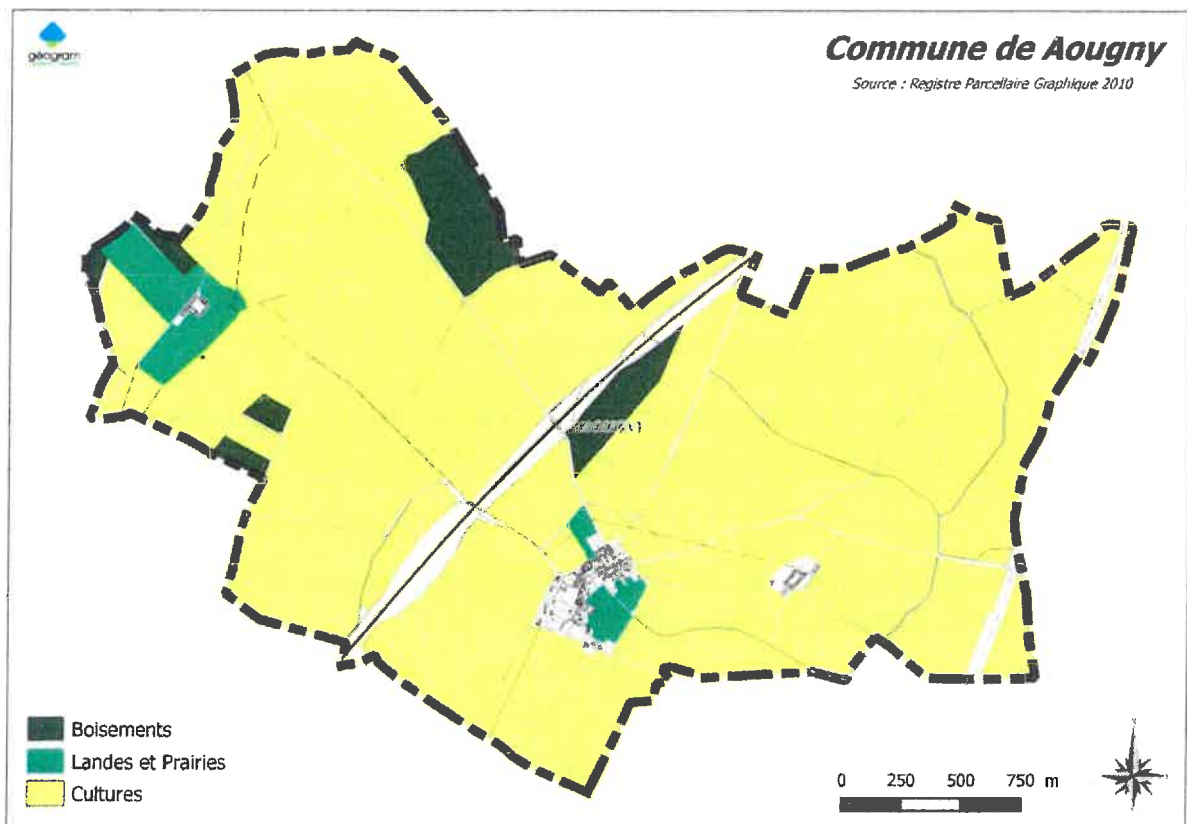 géogram
Commune de Aougny
Source : Registre Parcellaire Graphique 2010
Boisements
Landes et Prairies
Cultures
0 250 500 750 m